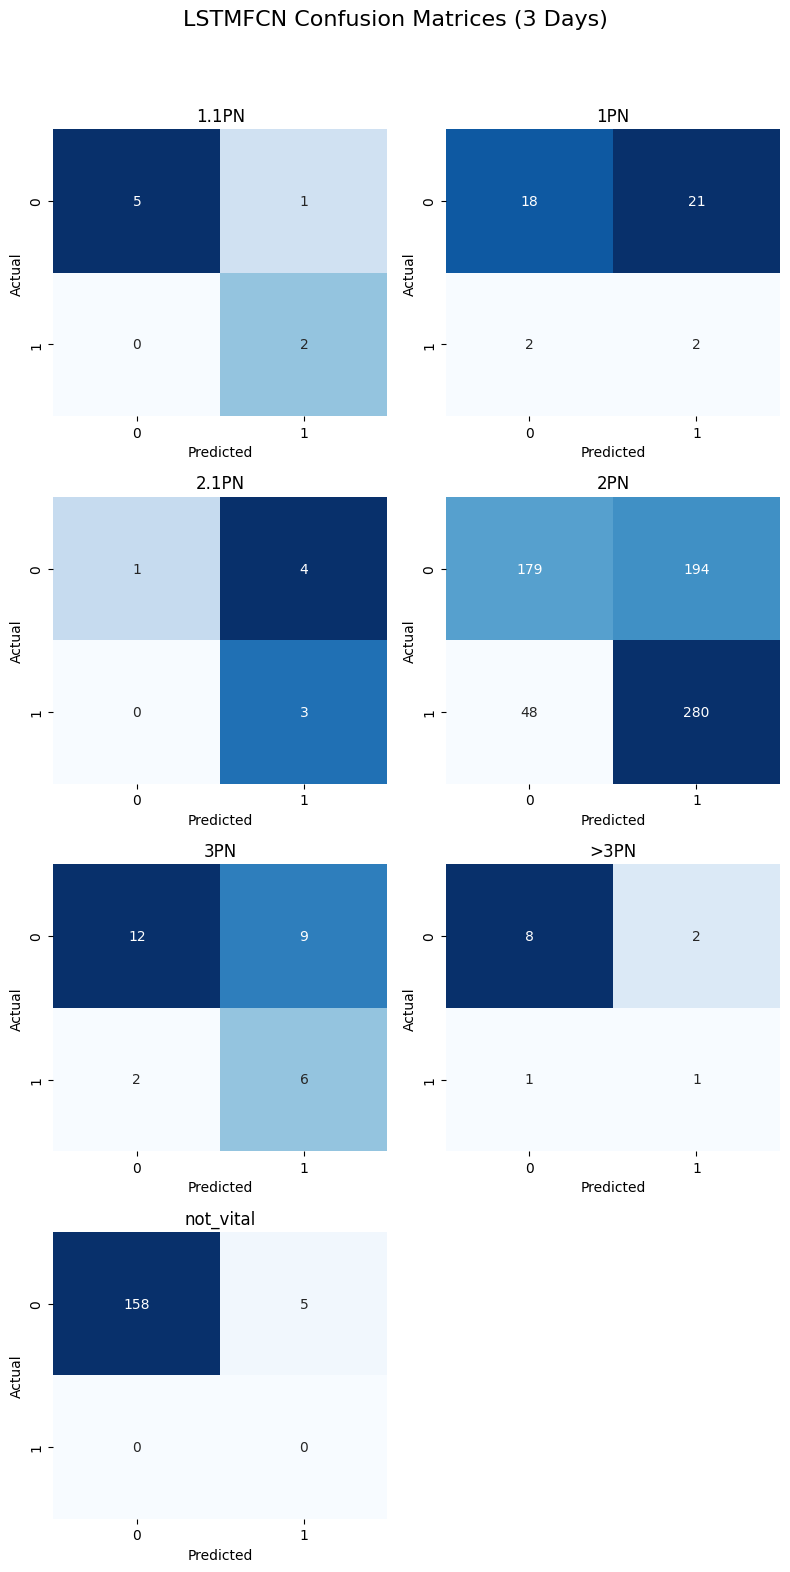 LSTMFCN Confusion Matrices (3 Days)
1.1PN
0
5
1
Actual
1
0
2
0
1
Predicted
1PN
0
18
21
Actual
1
2
2
0
1
Predicted
2.1PN
0
1
4
Actual
1
0
3
0
1
Predicted
2PN
0
179
194
Actual
1
48
280
0
1
Predicted
3PN
0
12
9
Actual
1
2
6
0
1
Predicted
>3PN
0
8
2
Actual
1
1
1
0
1
Predicted
not_vital
0
158
5
Actual
1
0
0
0
1
Predicted